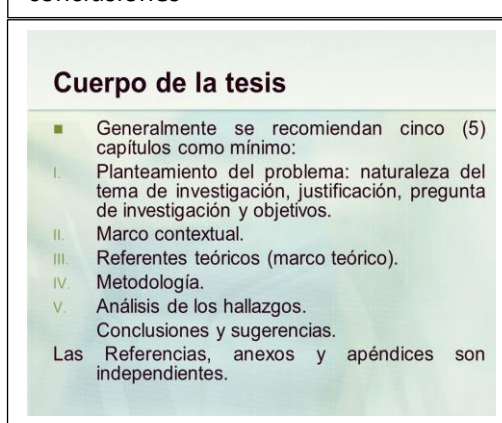 conclusiones
Cuerpo de la tesis
Generalmente se recomiendan cinco (5)
capítulos como mínimo:
I. Planteamiento del problema: naturaleza del
tema de investigación, justificación, pregunta
de investigación y objetivos.
II. Marco contextual.
III. Referentes teóricos (marco teórico).
IV. Metodología.
V. Análisis de los hallazgos.
Conclusiones y sugerencias.
Las Referencias, anexos y apéndices son
independientes.